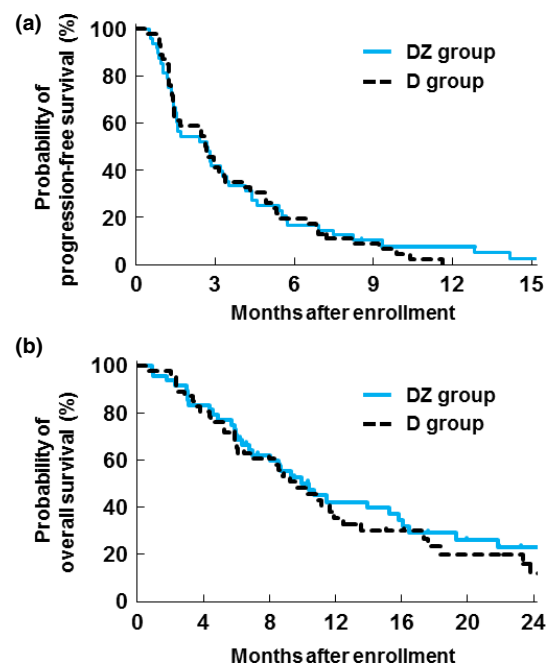 (a)
Probability of
progression-free survival (%)
100
80
60
40
20
0
DZ group
D group
0 3 6 9 12 15
Months after enrollment
(b)
Probability of
overall survival (%)
100
80
60
40
20
0
DZ group
D group
0 4 8 12 16 20 24
Months after enrollment